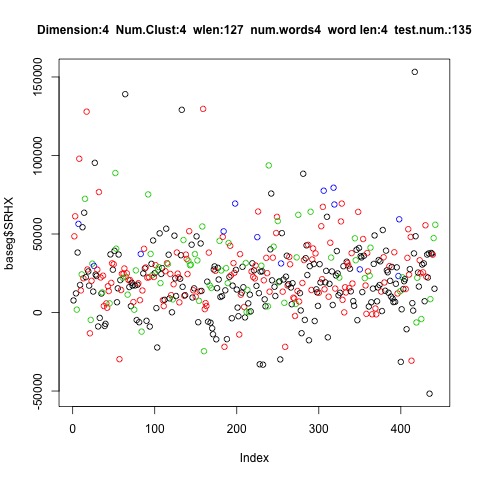 Dimension:4 Num.Clust:4 wlen:127 num.words4 word len:4 test.num.:135
150000
100000
50000
0
-50000
baseg$SRHX
0 100 200 300 400
Index